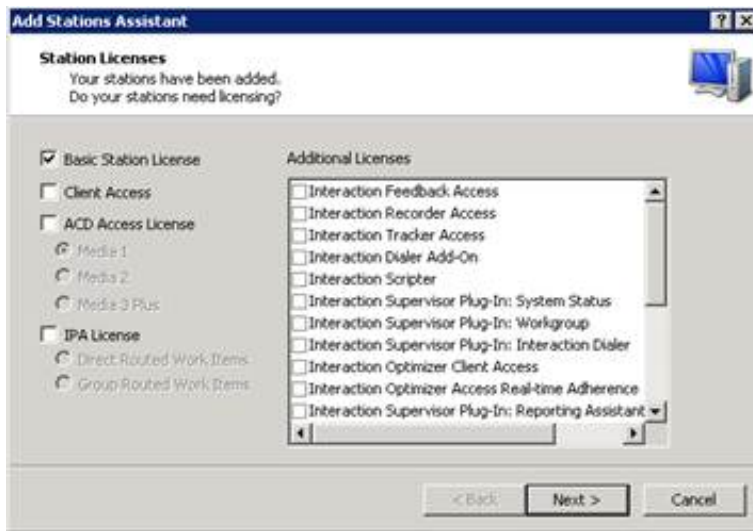 Add Stations Assistant
Station Licenses
Your stations have been added.
Do your stations need licensing?
Basic Station License
Client Access
ACD Access License
Media 1
Media 2
Media 3 Plus
IPA License
Direct Routed Work Items
Group Routed Work Items
Additional Licenses
Interaction Feedback Access
Interaction Recorder Access
Interaction Tracker Access
Interaction Dialer Add-On
Interaction Scripter
Interaction Supervisor Plug-In: System Status
Interaction Supervisor Plug-In: Workgroup
Interaction Supervisor Plug-In: Interaction Dialer
Interaction Optimizer Client Access
Interaction Optimizer Access Real-time Adherence
Interaction Supervisor Plug-In: Reporting Assistant
< Back Next > Cancel